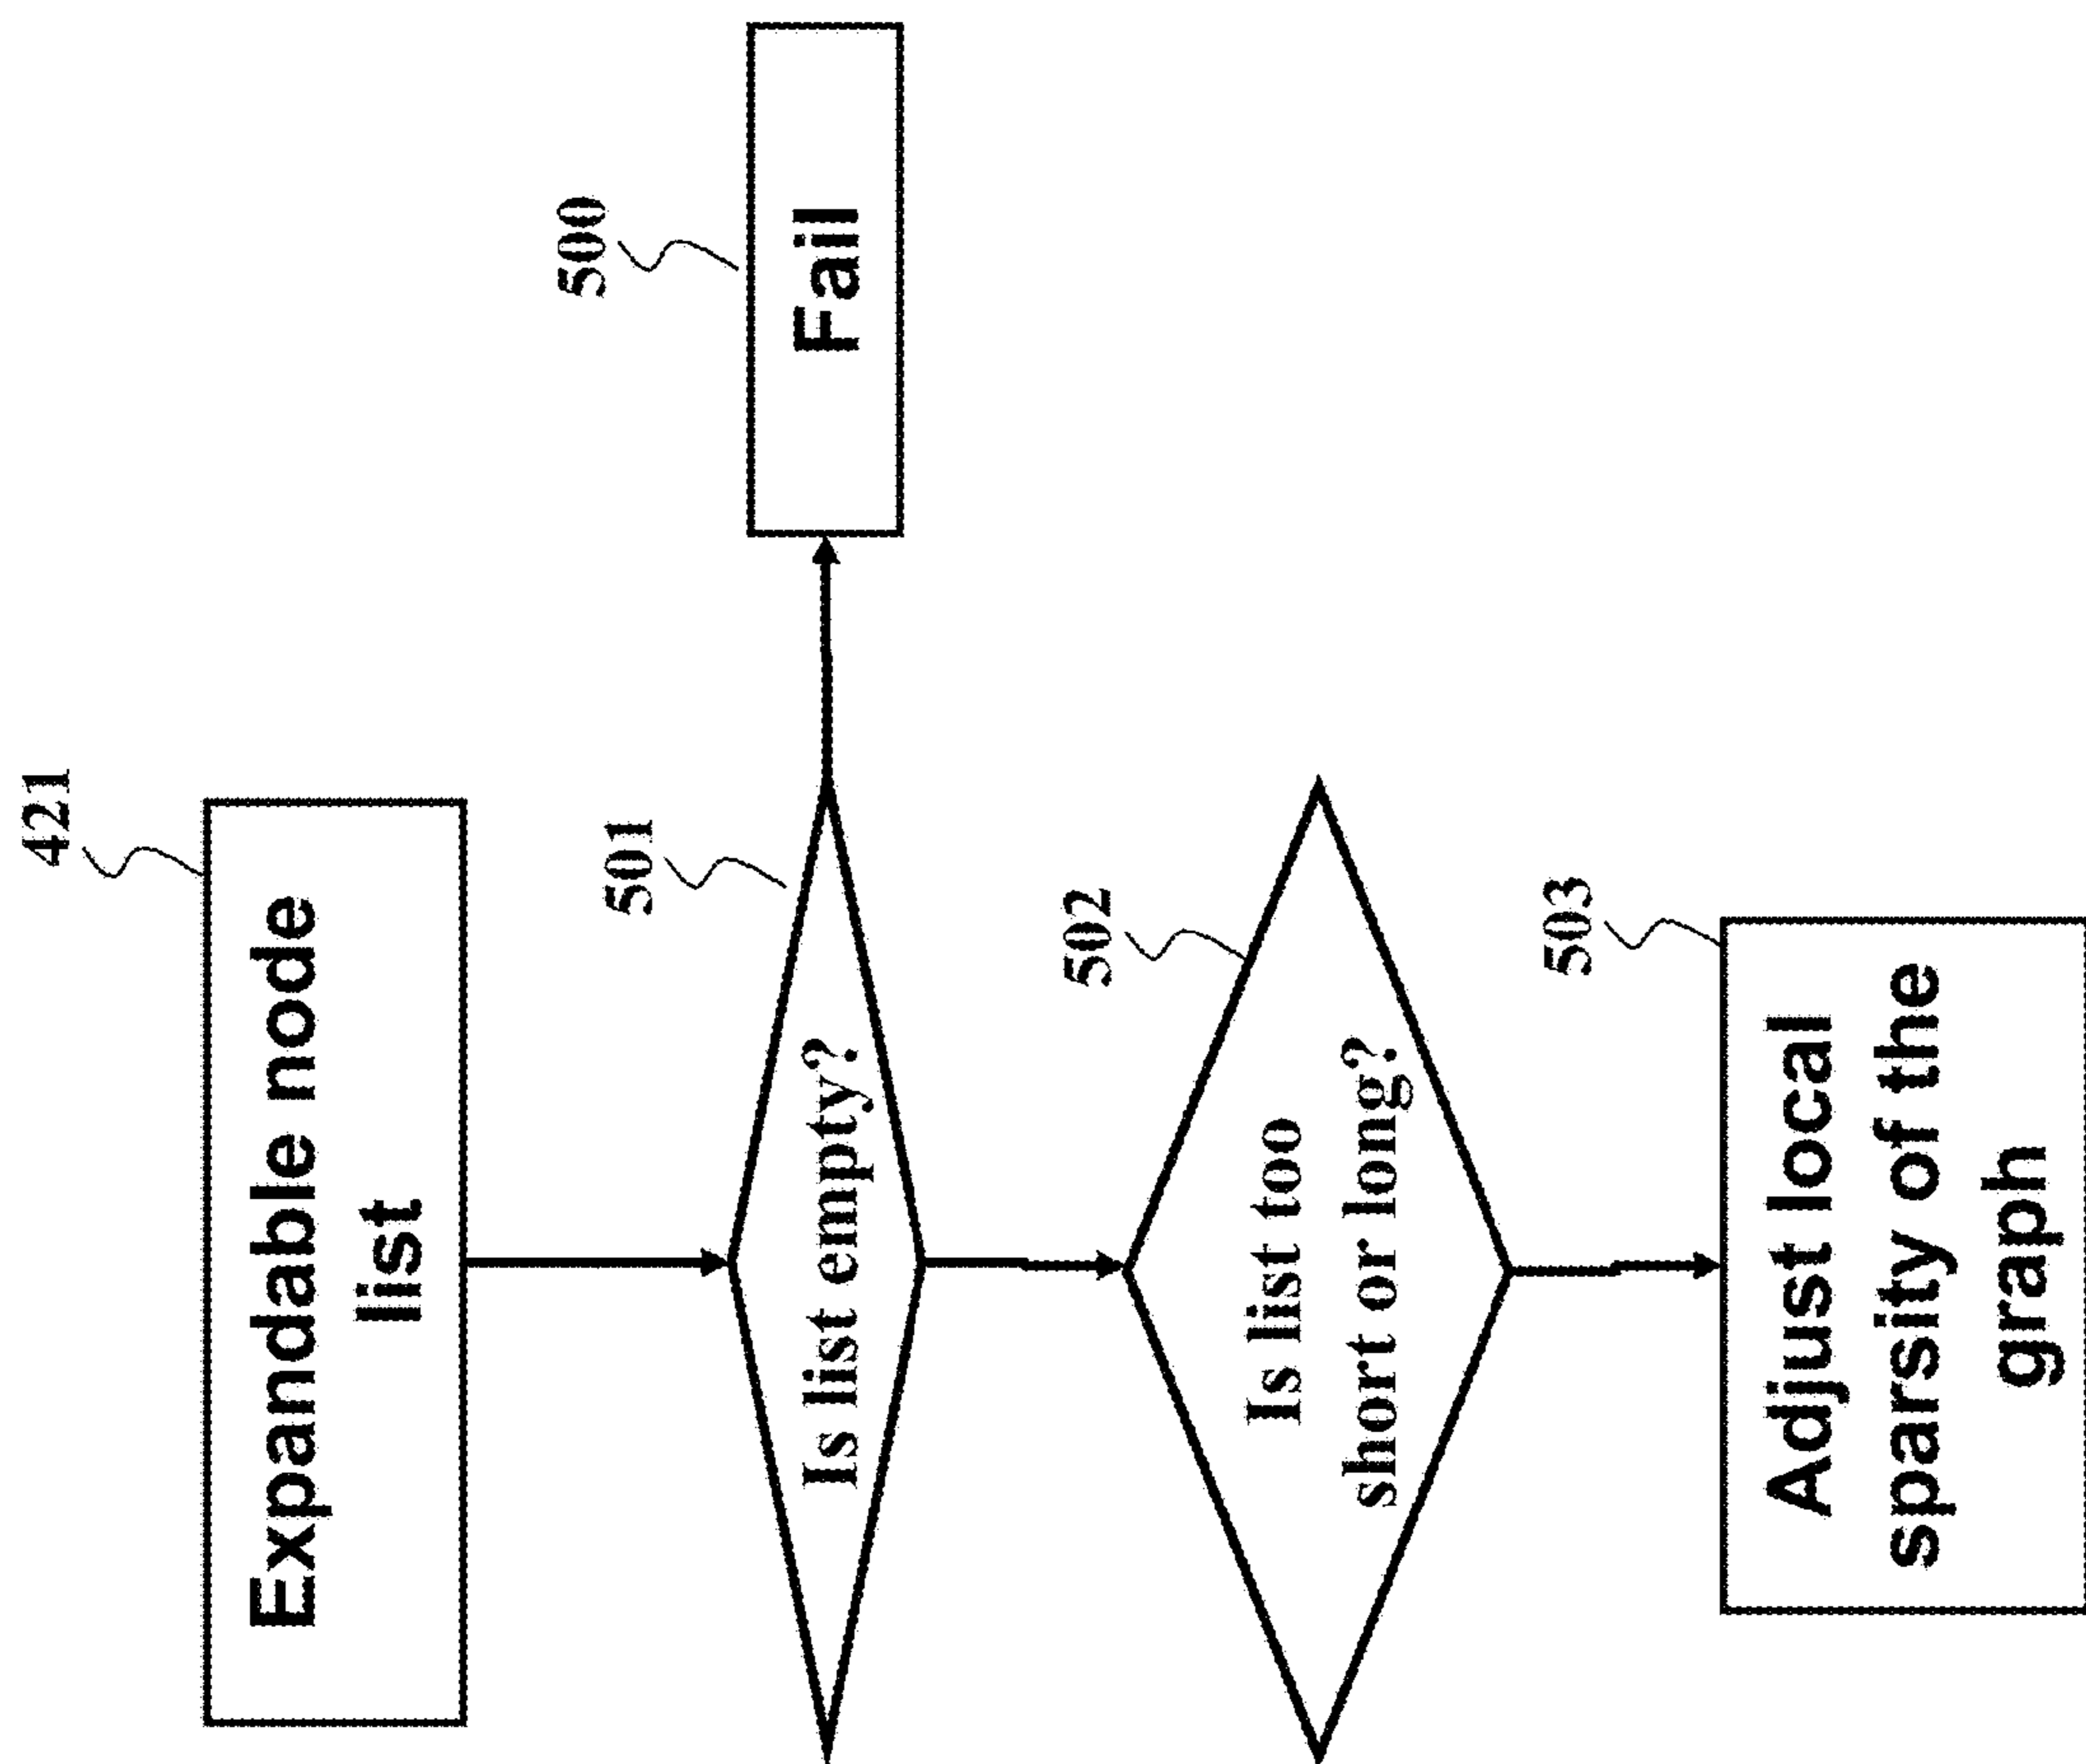 421
Expandable node
list
501
Is list empty?
500
Fail
502
Is list too
short or long?
503
Adjust local
sparsity of the
graph